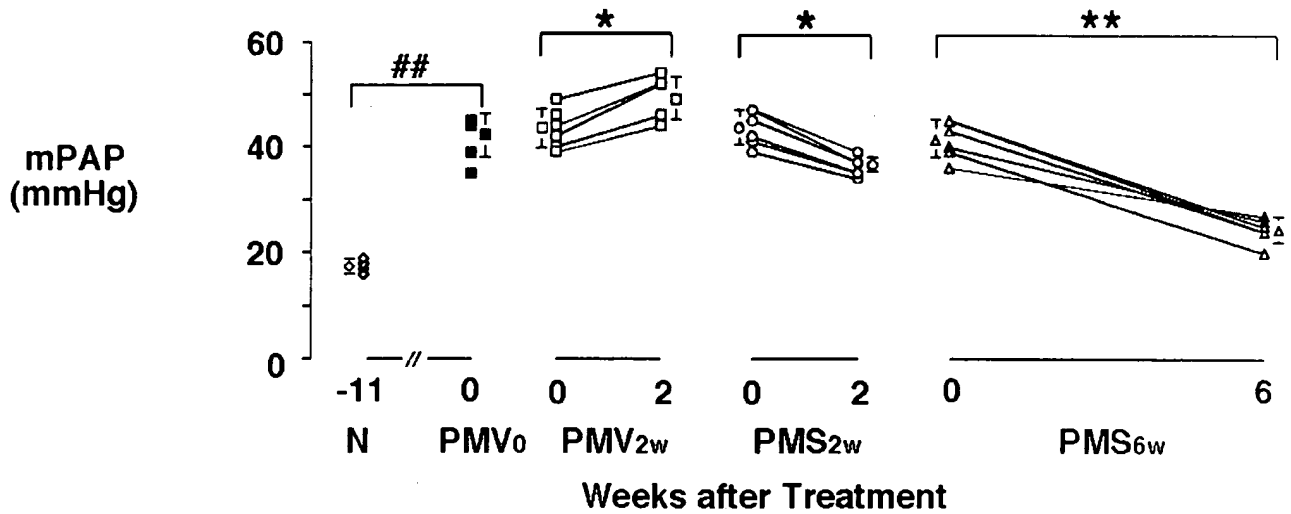 * * **
60
##
40
mPAP
(mmHg)
20
0
//
-11 0 0 2 0 2 0 6
N PMV0 PMV2w PMS2w PMS6w
Weeks after Treatment